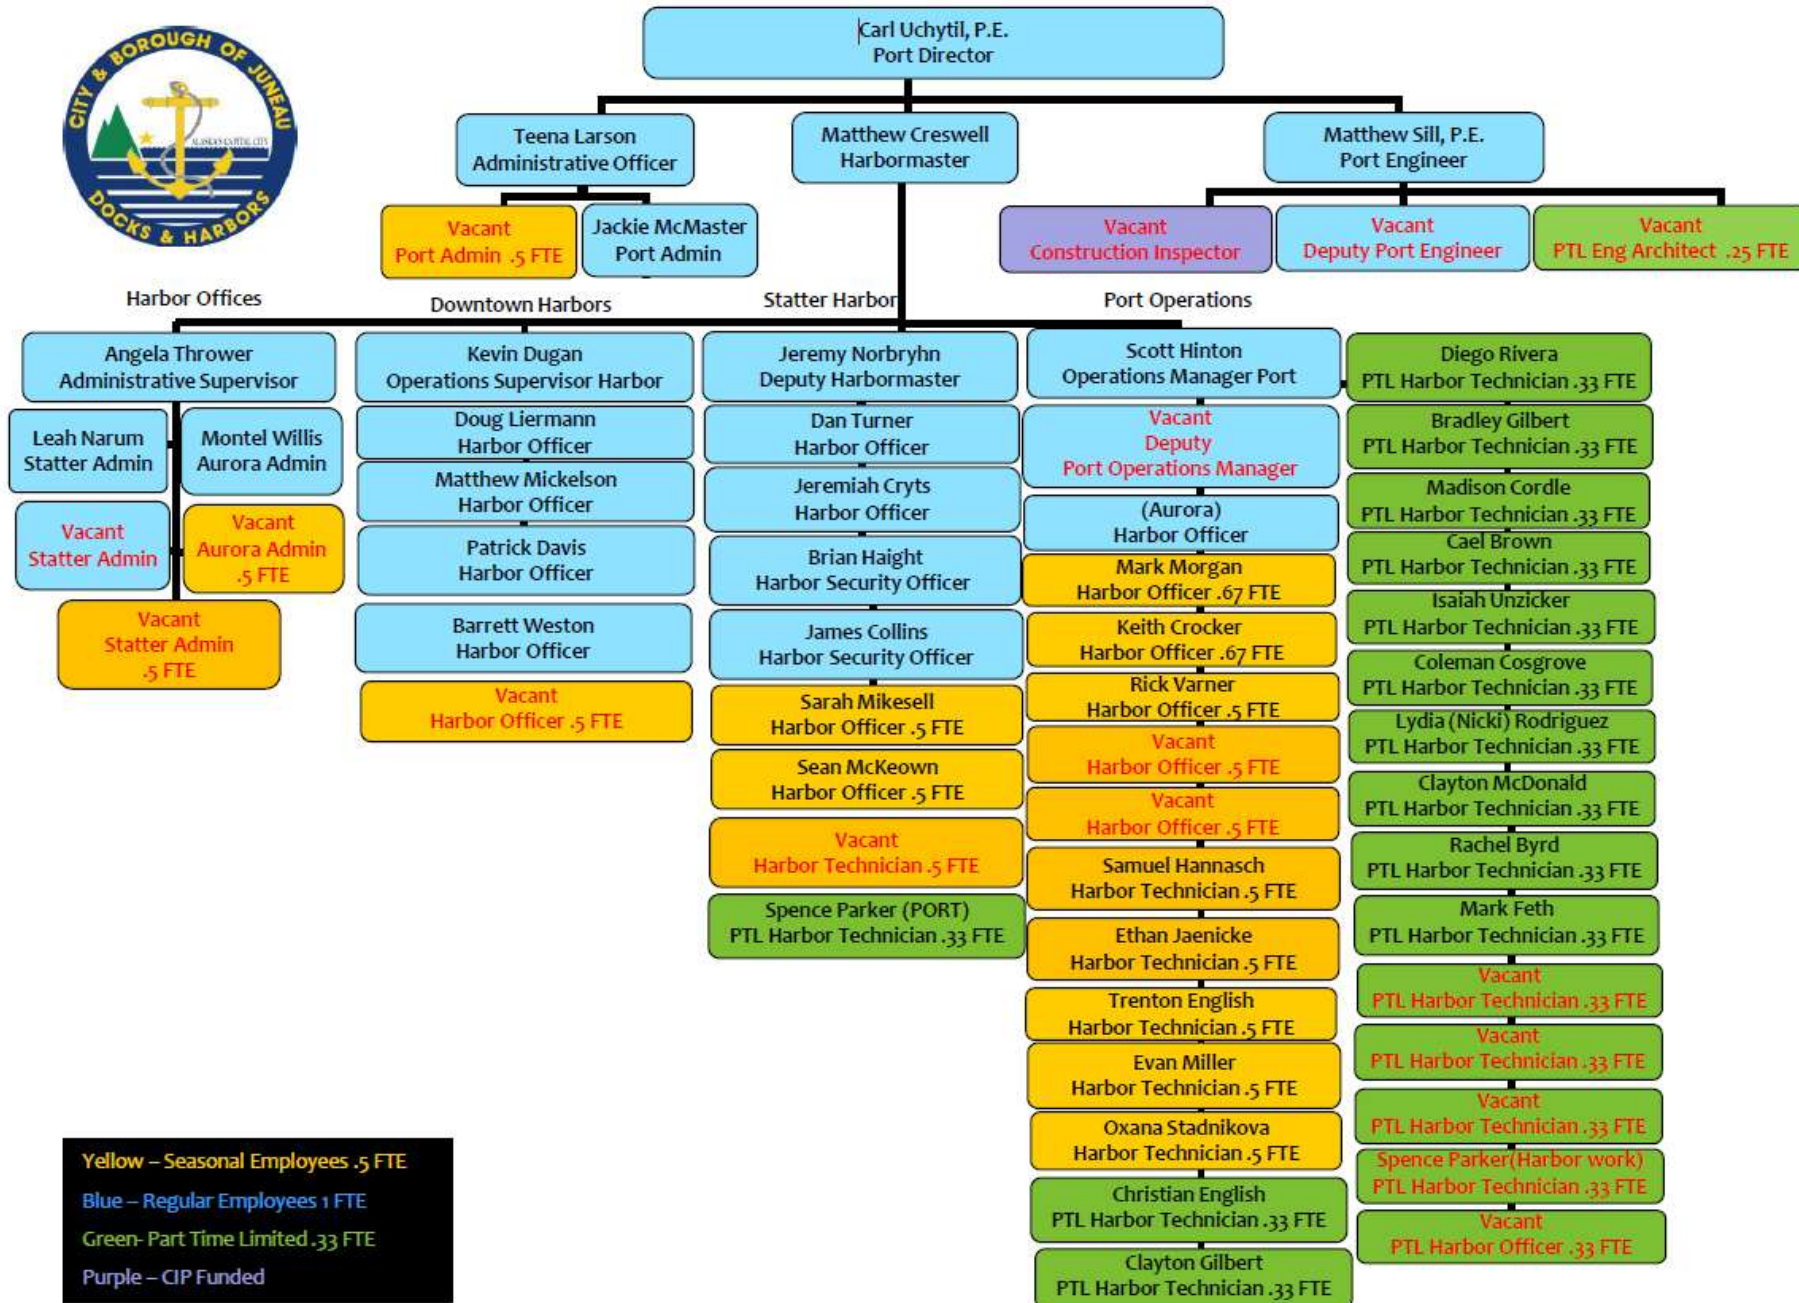 CITY & BOROUGH OF JUNEAU
ALASKA'S CAPITAL CITY
DOCKS & HARBORS
Carl Uchytil, P.E.
Port Director
Teena Larson
Administrative Officer
Matthew Creswell
Harbormaster
Matthew Sill, P.E.
Port Engineer
Vacant
Port Admin .5 FTE
Jackie McMaster
Port Admin
Vacant
Construction Inspector
Vacant
Deputy Port Engineer
Vacant
PTL Eng Architect .25 FTE
Harbor Offices
Downtown Harbors
Statter Harbor
Port Operations
Angela Thrower
Administrative Supervisor
Leah Narum
Statter Admin
Montel Willis
Aurora Admin
Vacant
Statter Admin
Vacant
Aurora Admin
.5 FTE
Vacant
Statter Admin
.5 FTE
Kevin Dugan
Operations Supervisor Harbor
Doug Liermann
Harbor Officer
Matthew Mickelson
Harbor Officer
Patrick Davis
Harbor Officer
Barrett Weston
Harbor Officer
Vacant
Harbor Officer .5 FTE
Jeremy Norbryhn
Deputy Harbormaster
Dan Turner
Harbor Officer
Jeremiah Cryts
Harbor Officer
Brian Haight
Harbor Security Officer
James Collins
Harbor Security Officer
Sarah Mikesell
Harbor Officer .5 FTE
Sean McKeown
Harbor Officer .5 FTE
Vacant
Harbor Technician .5 FTE
Spence Parker (PORT)
PTL Harbor Technician .33 FTE
Scott Hinton
Operations Manager Port
Vacant
Deputy
Port Operations Manager
(Aurora)
Harbor Officer
Mark Morgan
Harbor Officer .67 FTE
Keith Crocker
Harbor Officer .67 FTE
Rick Varner
Harbor Officer .5 FTE
Vacant
Harbor Officer .5 FTE
Vacant
Harbor Officer .5 FTE
Samuel Hannasch
Harbor Technician .5 FTE
Ethan Jaenicke
Harbor Technician .5 FTE
Trenton English
Harbor Technician .5 FTE
Evan Miller
Harbor Technician .5 FTE
Oxana Stadnikova
Harbor Technician .5 FTE
Christian English
PTL Harbor Technician .33 FTE
Clayton Gilbert
PTL Harbor Technician .33 FTE
Diego Rivera
PTL Harbor Technician .33 FTE
Bradley Gilbert
PTL Harbor Technician .33 FTE
Madison Cordle
PTL Harbor Technician .33 FTE
Cael Brown
PTL Harbor Technician .33 FTE
Isaiah Unzicker
PTL Harbor Technician .33 FTE
Coleman Cosgrove
PTL Harbor Technician .33 FTE
Lydia (Nicki) Rodriguez
PTL Harbor Technician .33 FTE
Clayton McDonald
PTL Harbor Technician .33 FTE
Rachel Byrd
PTL Harbor Technician .33 FTE
Mark Feth
PTL Harbor Technician .33 FTE
Vacant
PTL Harbor Technician .33 FTE
Vacant
PTL Harbor Technician .33 FTE
Vacant
PTL Harbor Technician .33 FTE
Spence Parker(Harbor work)
PTL Harbor Technician .33 FTE
Vacant
PTL Harbor Officer .33 FTE
Yellow – Seasonal Employees .5 FTE
Blue – Regular Employees 1 FTE
Green- Part Time Limited .33 FTE
Purple – CIP Funded